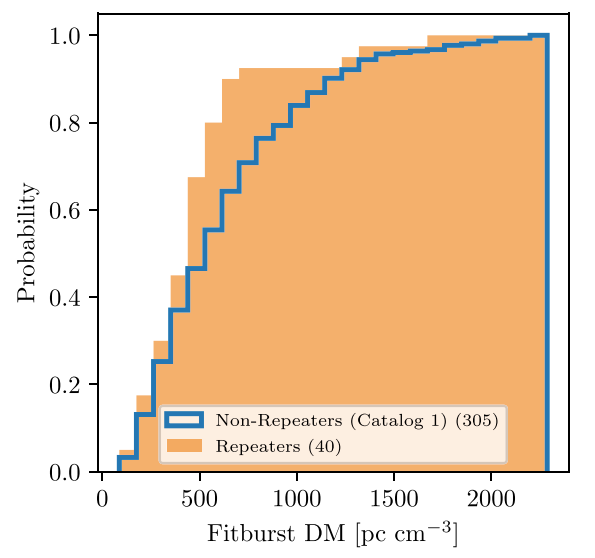 1.0
0.8
0.6
0.4
0.2
0.0
Probability
Non-Repeaters (Catalog 1) (305)
Repeaters (40)
0 500 1000 1500 2000
Fitburst DM [pc cm⁻³]